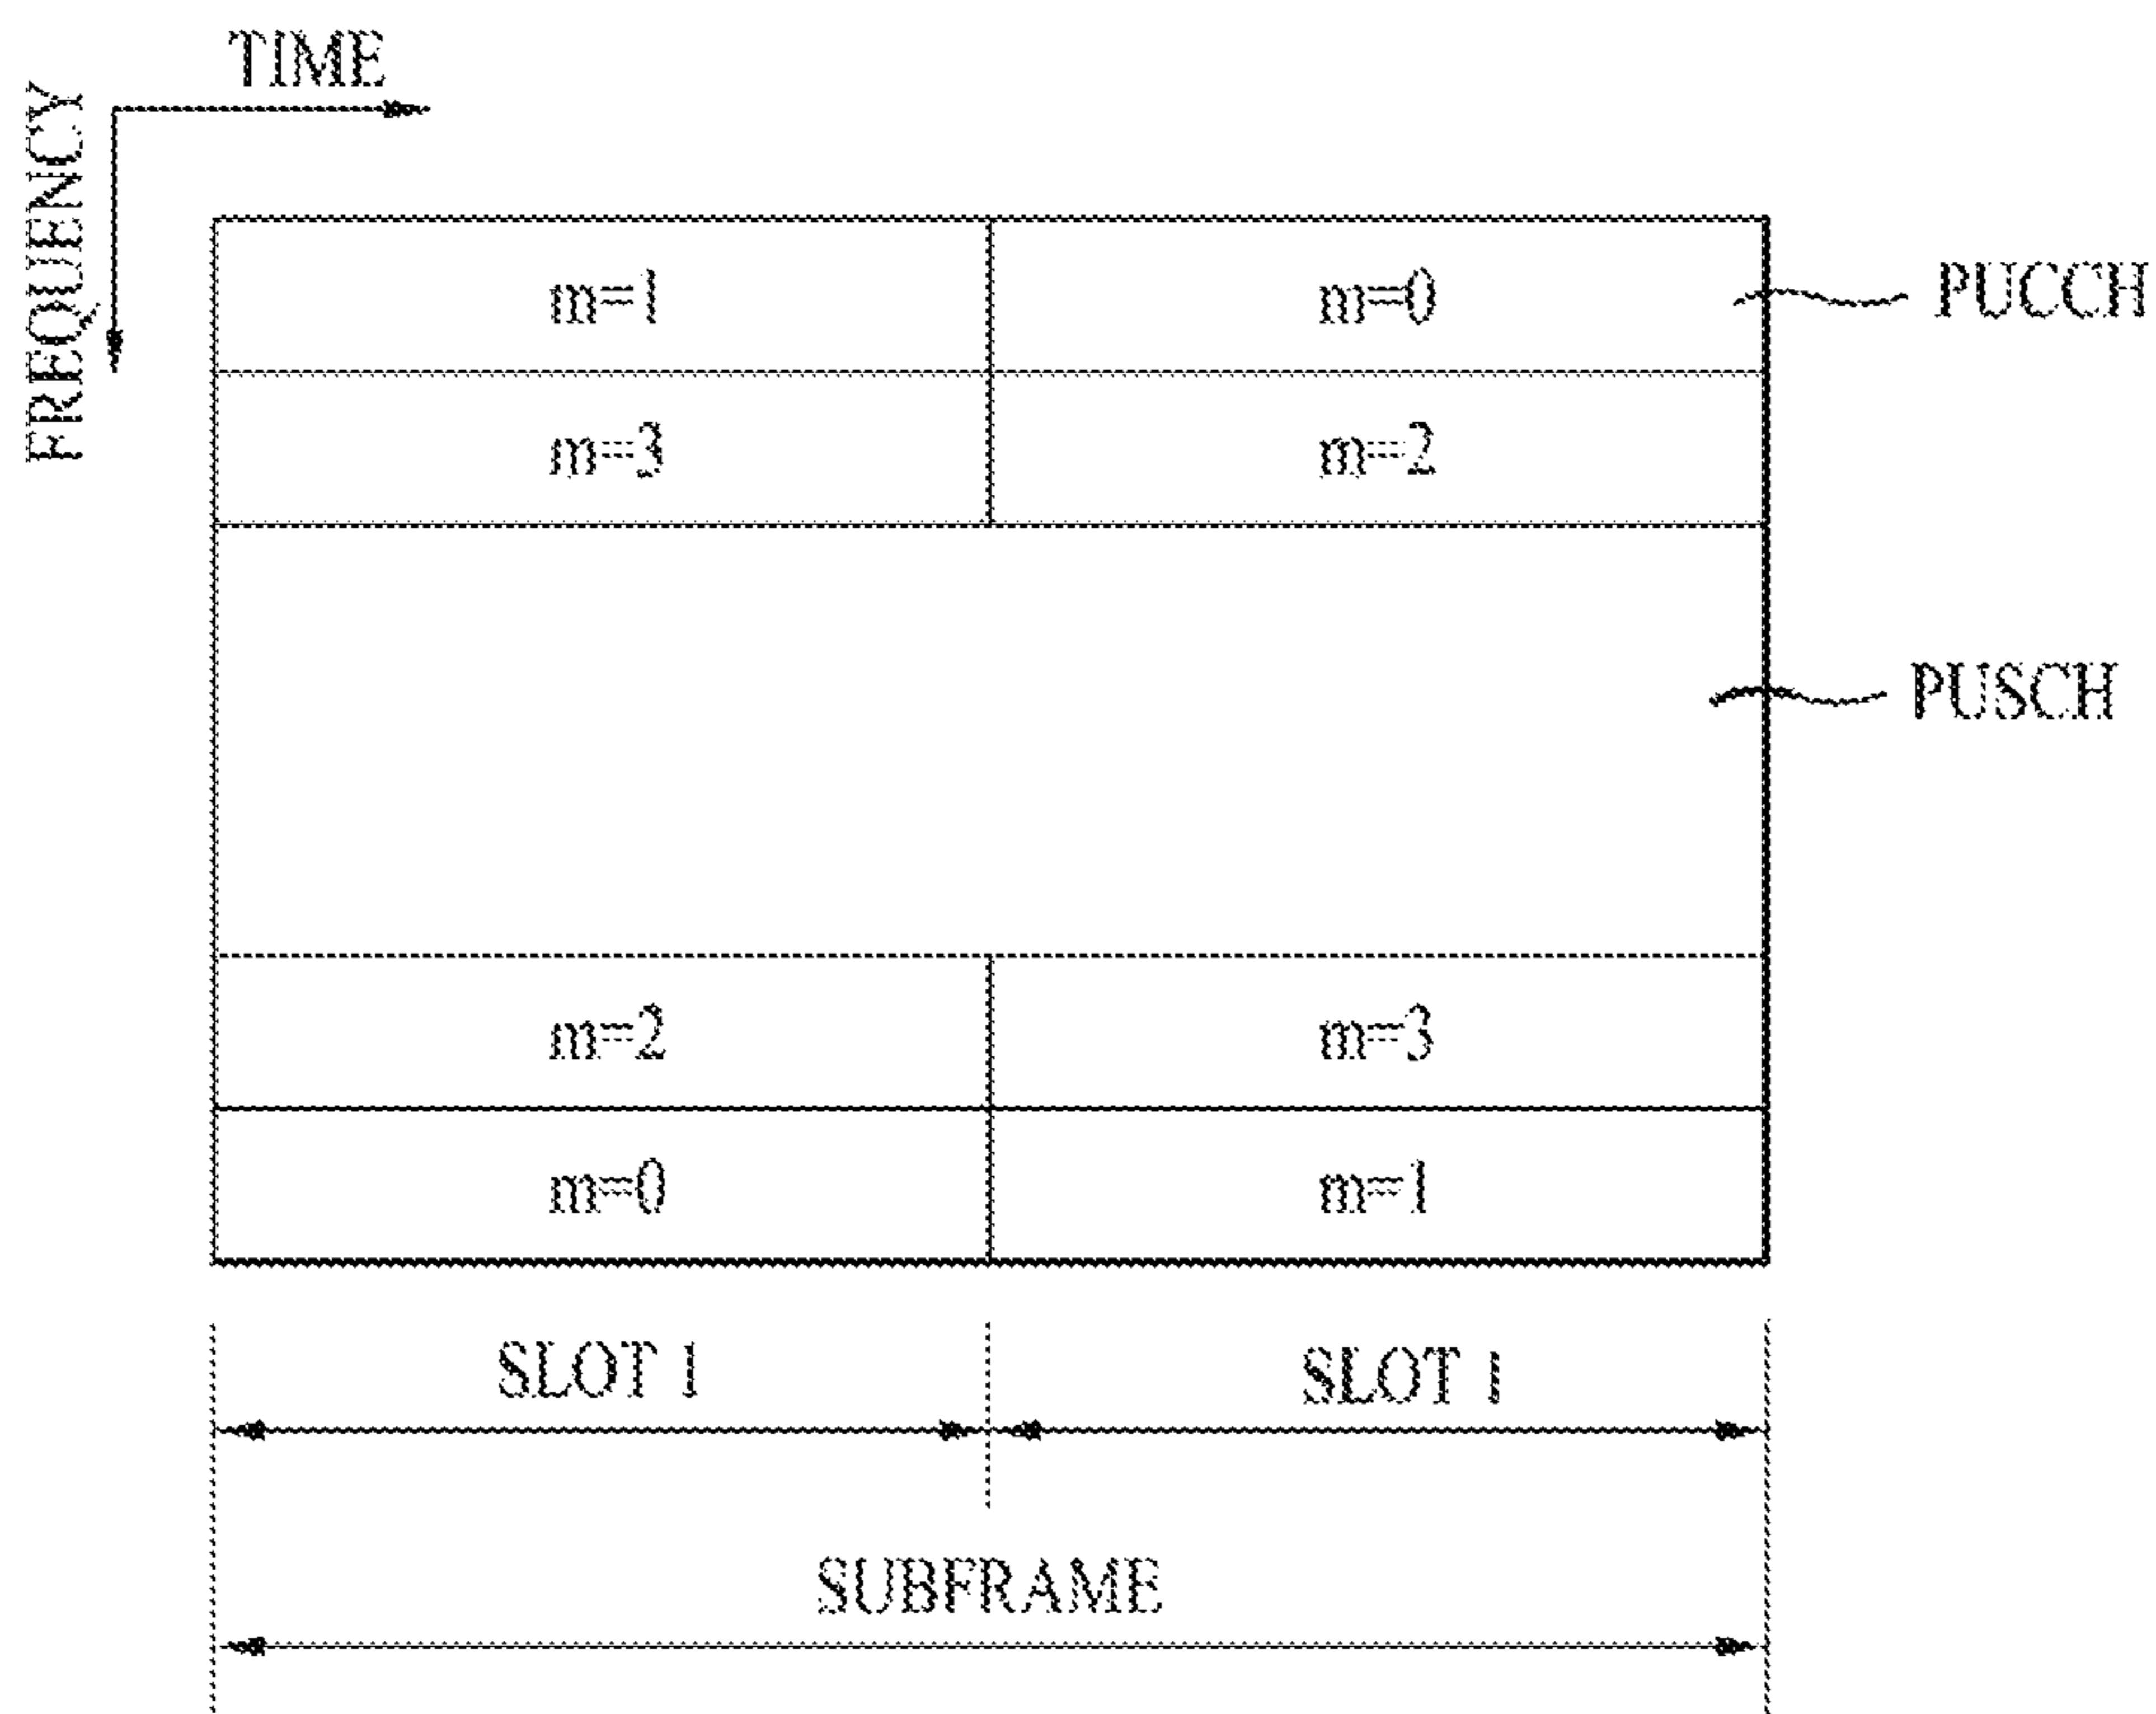 TIME
FREQUENCY
m=1 m=0 PUCCH
m=3 m=2
PUSCH
m=2 m=3
m=0 m=1
SLOT 1 SLOT 1
SUBFRAME